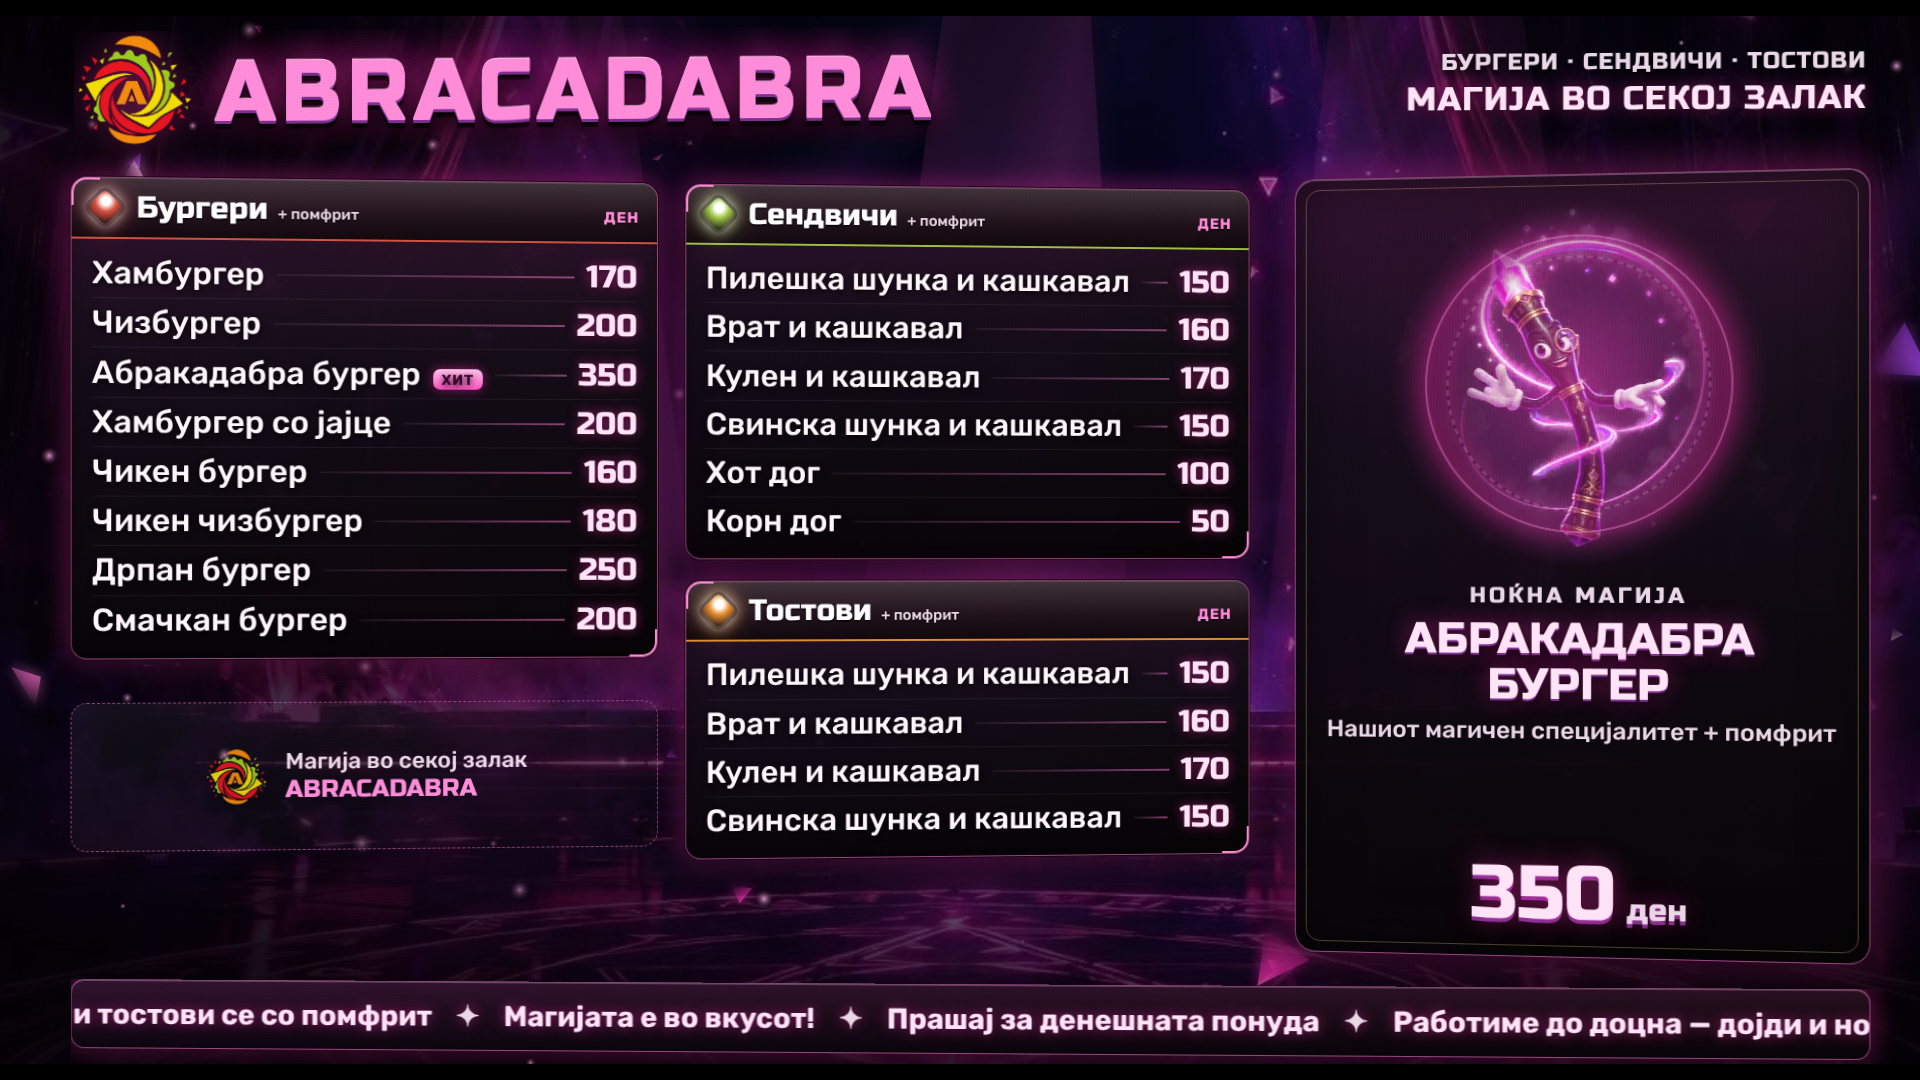 ABRACADABRA
БУРГЕРИ · СЕНДВИЧИ · ТОСТОВИ
МАГИЈА ВО СЕКОЈ ЗАЛАК
Бургери + помфрит ДЕН
Хамбургер 170
Чизбургер 200
Абракадабра бургер ХИТ 350
Хамбургер со јајце 200
Чикен бургер 160
Чикен чизбургер 180
Дрпан бургер 250
Смачкан бургер 200
Магија во секој залак
ABRACADABRA
Сендвичи + помфрит ДЕН
Пилешка шунка и кашкавал 150
Врат и кашкавал 160
Кулен и кашкавал 170
Свинска шунка и кашкавал 150
Хот дог 100
Корн дог 50
Тостови + помфрит ДЕН
Пилешка шунка и кашкавал 150
Врат и кашкавал 160
Кулен и кашкавал 170
Свинска шунка и кашкавал 150
НОЌНА МАГИЈА
АБРАКАДАБРА
БУРГЕР
Нашиот магичен специјалитет + помфрит
350 ден
и тостови се со помфрит ✦ Магијата е во вкусот! ✦ Прашај за денешната понуда ✦ Работиме до доцна — дојди и но